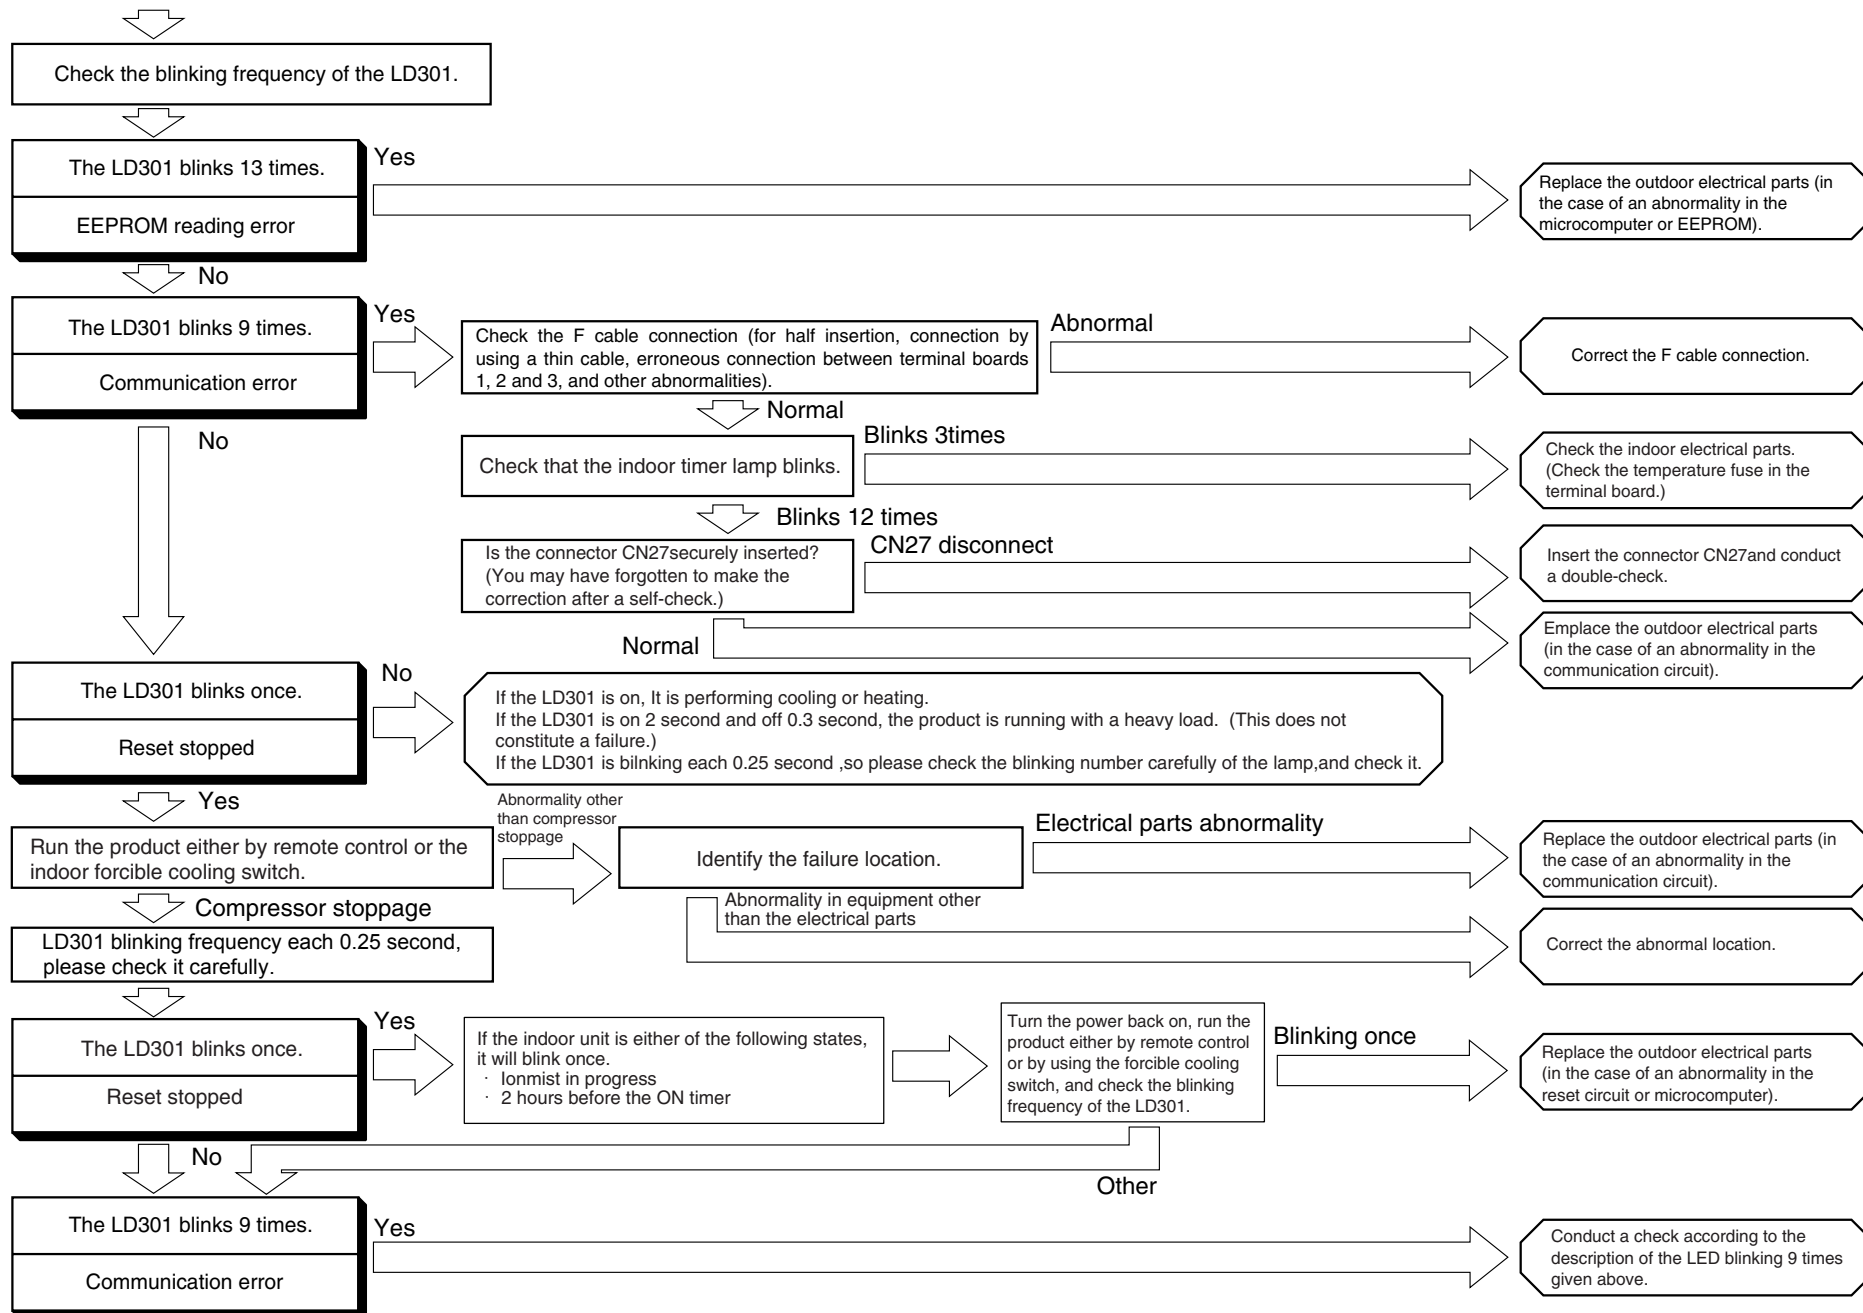 Check the blinking frequency of the LD301.
The LD301 blinks 13 times.
EEPROM reading error
Yes
Replace the outdoor electrical parts (in
the case of an abnormality in the
microcomputer or EEPROM).
No
The LD301 blinks 9 times.
Communication error
Yes
Check the F cable connection (for half insertion, connection by
using a thin cable, erroneous connection between terminal boards
1, 2 and 3, and other abnormalities).
Abnormal
Correct the F cable connection.
Normal
No
Check that the indoor timer lamp blinks.
Blinks 3times
Check the indoor electrical parts.
(Check the temperature fuse in the
terminal board.)
Blinks 12 times
Is the connector CN27securely inserted?
(You may have forgotten to make the
correction after a self-check.)
CN27 disconnect
Insert the connector CN27and conduct
a double-check.
Normal
Emplace the outdoor electrical parts
(in the case of an abnormality in the
communication circuit).
The LD301 blinks once.
Reset stopped
No
If the LD301 is on, It is performing cooling or heating.
If the LD301 is on 2 second and off 0.3 second, the product is running with a heavy load. (This does not
constitute a failure.)
If the LD301 is bilnking each 0.25 second ,so please check the blinking number carefully of the lamp,and check it.
Yes
Run the product either by remote control or the
indoor forcible cooling switch.
Abnormality other
than compressor
stoppage
Identify the failure location.
Electrical parts abnormality
Replace the outdoor electrical parts (in
the case of an abnormality in the
communication circuit).
Abnormality in equipment other
than the electrical parts
Correct the abnormal location.
Compressor stoppage
LD301 blinking frequency each 0.25 second,
please check it carefully.
The LD301 blinks once.
Reset stopped
Yes
If the indoor unit is either of the following states,
it will blink once.
· Ionmist in progress
· 2 hours before the ON timer
Turn the power back on, run the
product either by remote control
or by using the forcible cooling
switch, and check the blinking
frequency of the LD301.
Blinking once
Replace the outdoor electrical parts
(in the case of an abnormality in the
reset circuit or microcomputer).
No
Other
The LD301 blinks 9 times.
Communication error
Yes
Conduct a check according to the
description of the LED blinking 9 times
given above.